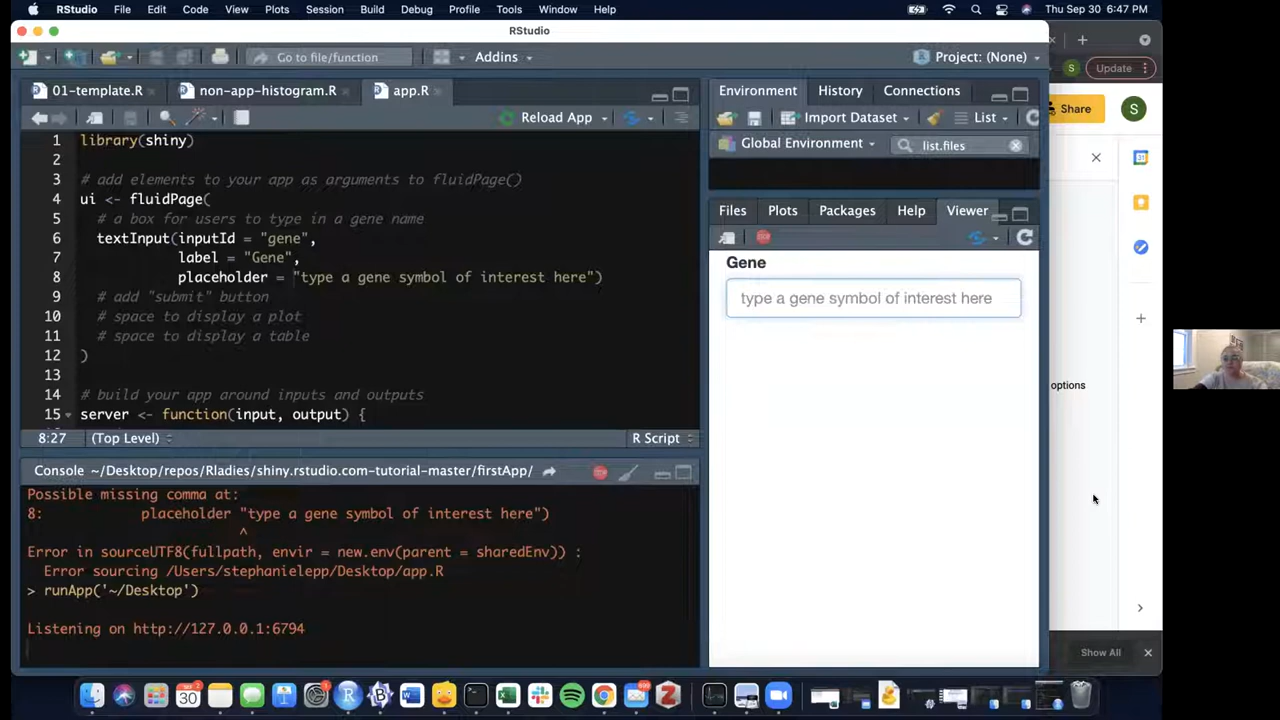 RStudio File Edit Code View Plots Session Build Debug Profile Tools Window Help Thu Sep 30 6:47 PM
RStudio
Go to file/function Addins Project: (None)
01-template.R non-app-histogram.R app.R
Reload App
1 library(shiny)
2
3 # add elements to your app as arguments to fluidPage()
4 ui <- fluidPage(
5 # a box for users to type in a gene name
6 textInput(inputId = "gene",
7 label = "Gene",
8 placeholder = "type a gene symbol of interest here")
9 # add "submit" button
10 # space to display a plot
11 # space to display a table
12 )
13
14 # build your app around inputs and outputs
15 server <- function(input, output) {
8:27 (Top Level) R Script
Console ~/Desktop/repos/Rladies/shiny.rstudio.com-tutorial-master/firstApp/
Possible missing comma at:
8: placeholder "type a gene symbol of interest here")
^
Error in sourceUTF8(fullpath, envir = new.env(parent = sharedEnv)) :
Error sourcing /Users/stephanielepp/Desktop/app.R
> runApp('~/Desktop')
Listening on http://127.0.0.1:6794
Environment History Connections
Import Dataset List
Global Environment list.files
Files Plots Packages Help Viewer
Gene
type a gene symbol of interest here
S Update
Share S
31
options
Show All
SEP
30